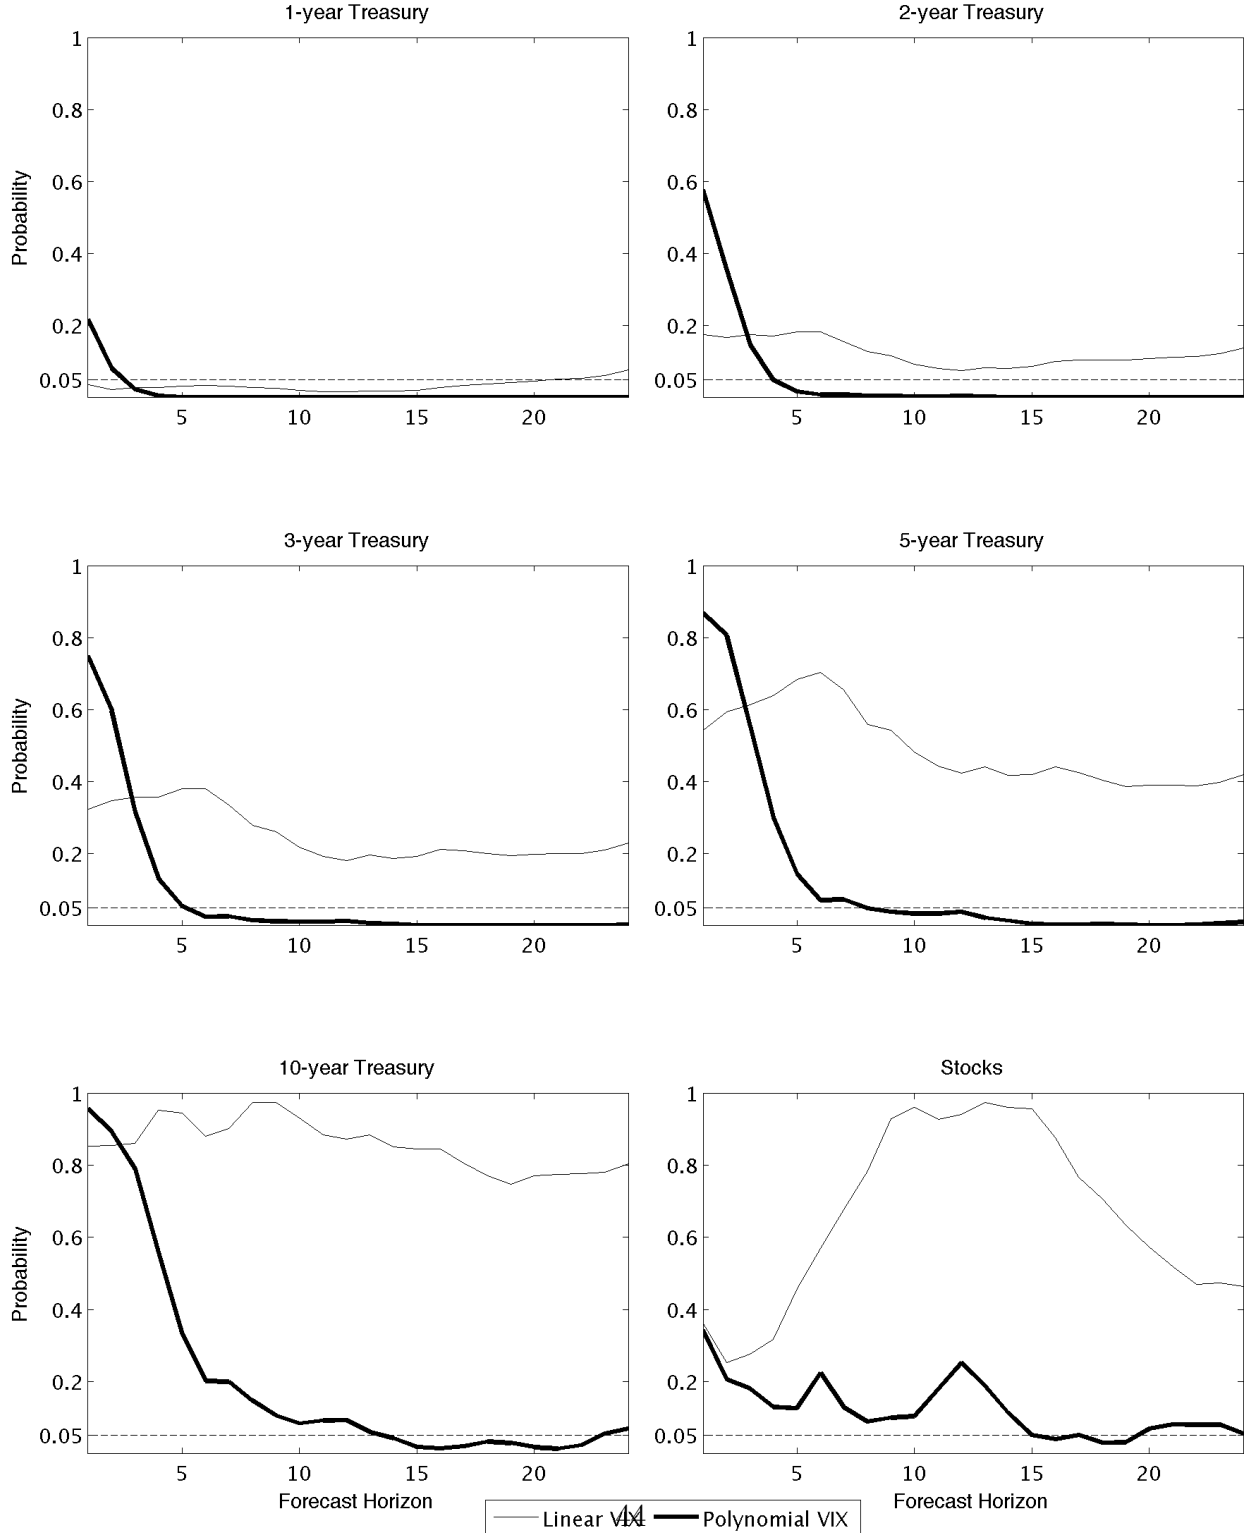 1-year Treasury
2-year Treasury
1
0.8
0.6
0.4
0.2
0.05
Probability
5 10 15 20
1
0.8
0.6
0.4
0.2
0.05
5 10 15 20
3-year Treasury
5-year Treasury
1
0.8
0.6
0.4
0.2
0.05
Probability
5 10 15 20
1
0.8
0.6
0.4
0.2
0.05
5 10 15 20
10-year Treasury
Stocks
1
0.8
0.6
0.4
0.2
0.05
Probability
5 10 15 20
Forecast Horizon
1
0.8
0.6
0.4
0.2
0.05
5 10 15 20
Forecast Horizon
Linear VIX
Polynomial VIX
44